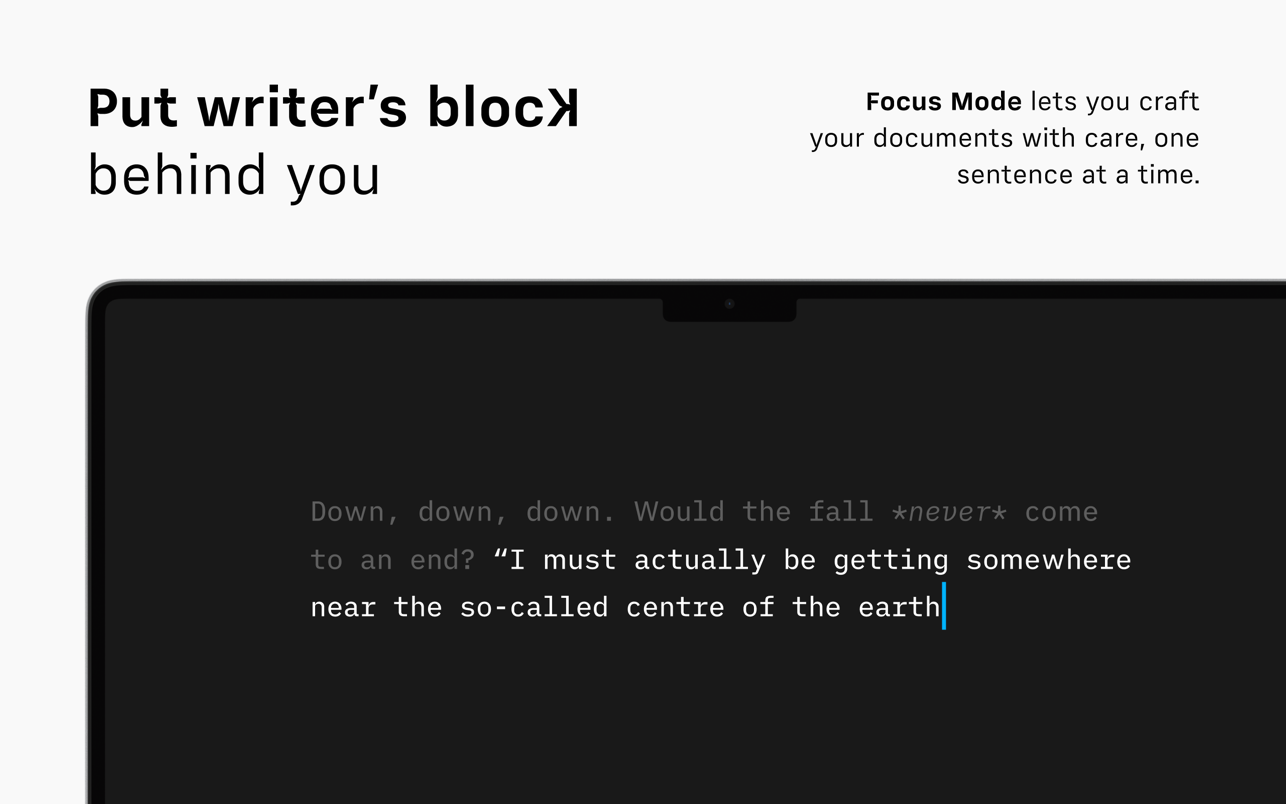 Put writer’s block
behind you
Focus Mode lets you craft
your documents with care, one
sentence at a time.
Down, down, down. Would the fall *never* come
to an end? “I must actually be getting somewhere
near the so-called centre of the earth